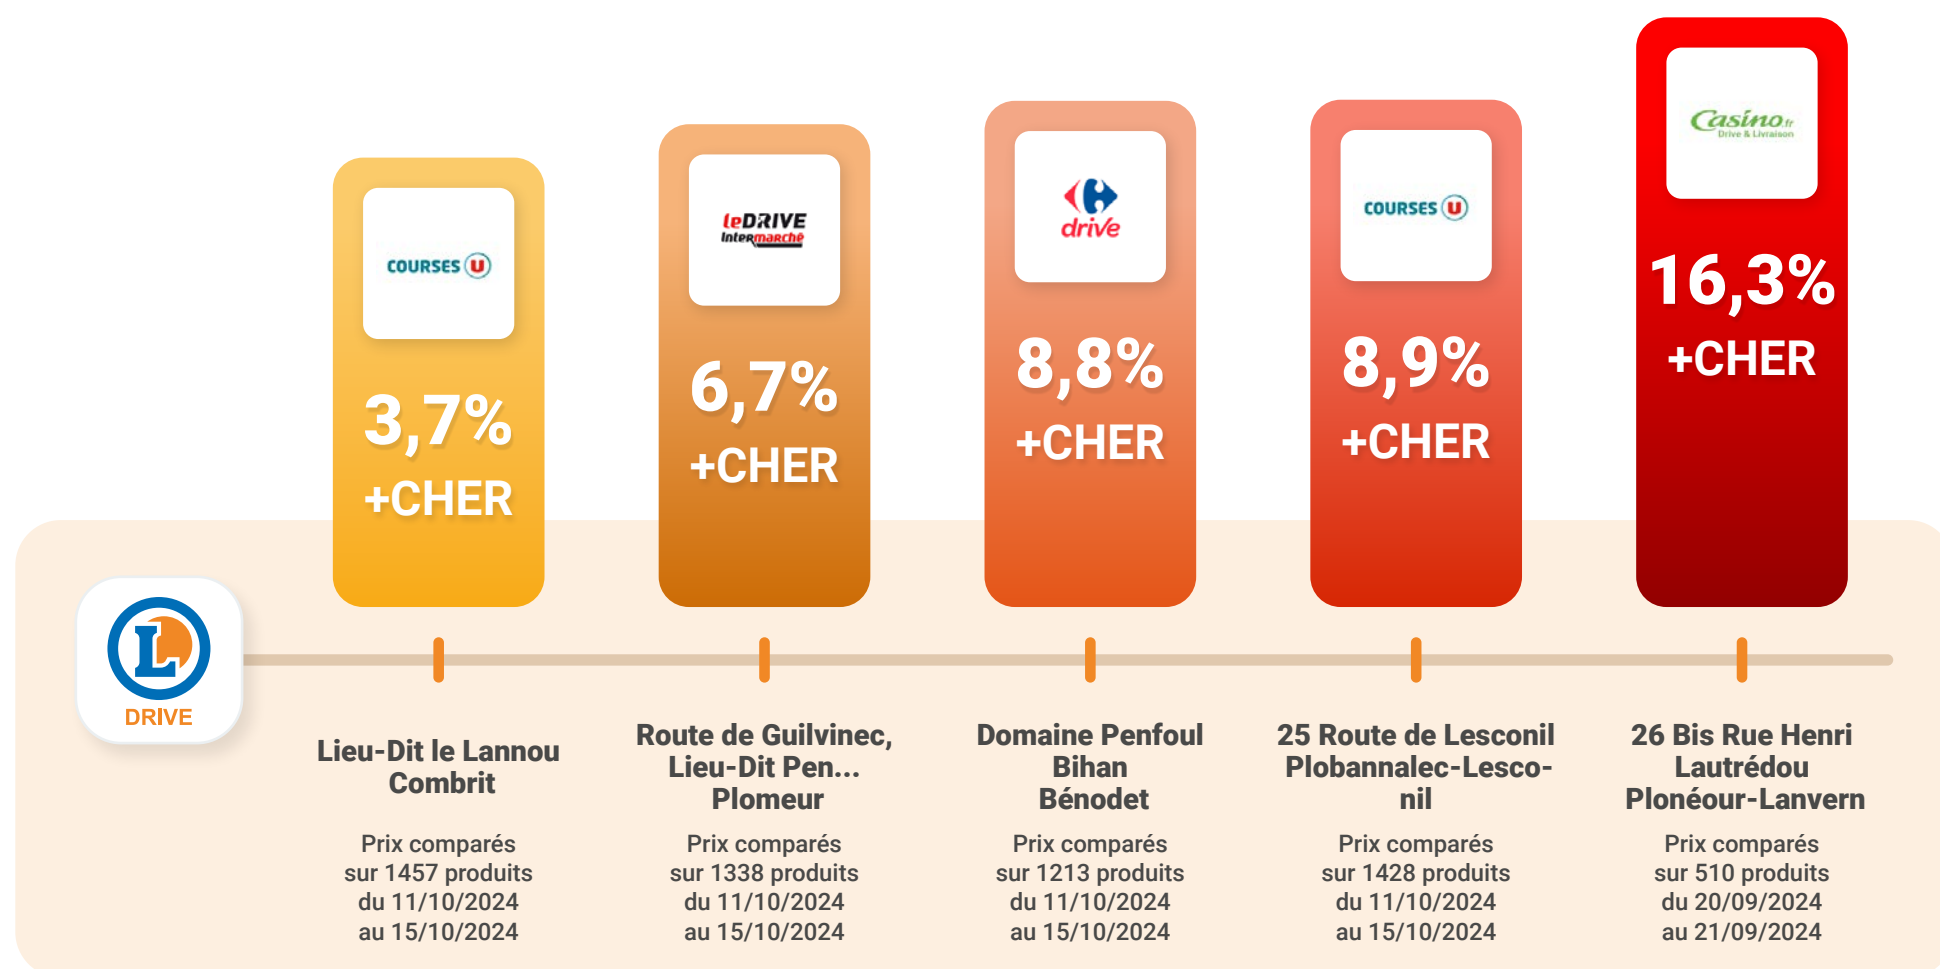 COURSES U
3,7%
+CHER
leDRIVE
Intermarché
6,7%
+CHER
drive
8,8%
+CHER
COURSES U
8,9%
+CHER
Casino.fr
Drive & Livraison
16,3%
+CHER
L
DRIVE
Lieu-Dit le Lannou
Combrit
Prix comparés
sur 1457 produits
du 11/10/2024
au 15/10/2024
Route de Guilvinec,
Lieu-Dit Pen...
Plomeur
Prix comparés
sur 1338 produits
du 11/10/2024
au 15/10/2024
Domaine Penfoul
Bihan
Bénodet
Prix comparés
sur 1213 produits
du 11/10/2024
au 15/10/2024
25 Route de Lesconil
Plobannalec-Lesco-
nil
Prix comparés
sur 1428 produits
du 11/10/2024
au 15/10/2024
26 Bis Rue Henri
Lautrédou
Plonéour-Lanvern
Prix comparés
sur 510 produits
du 20/09/2024
au 21/09/2024